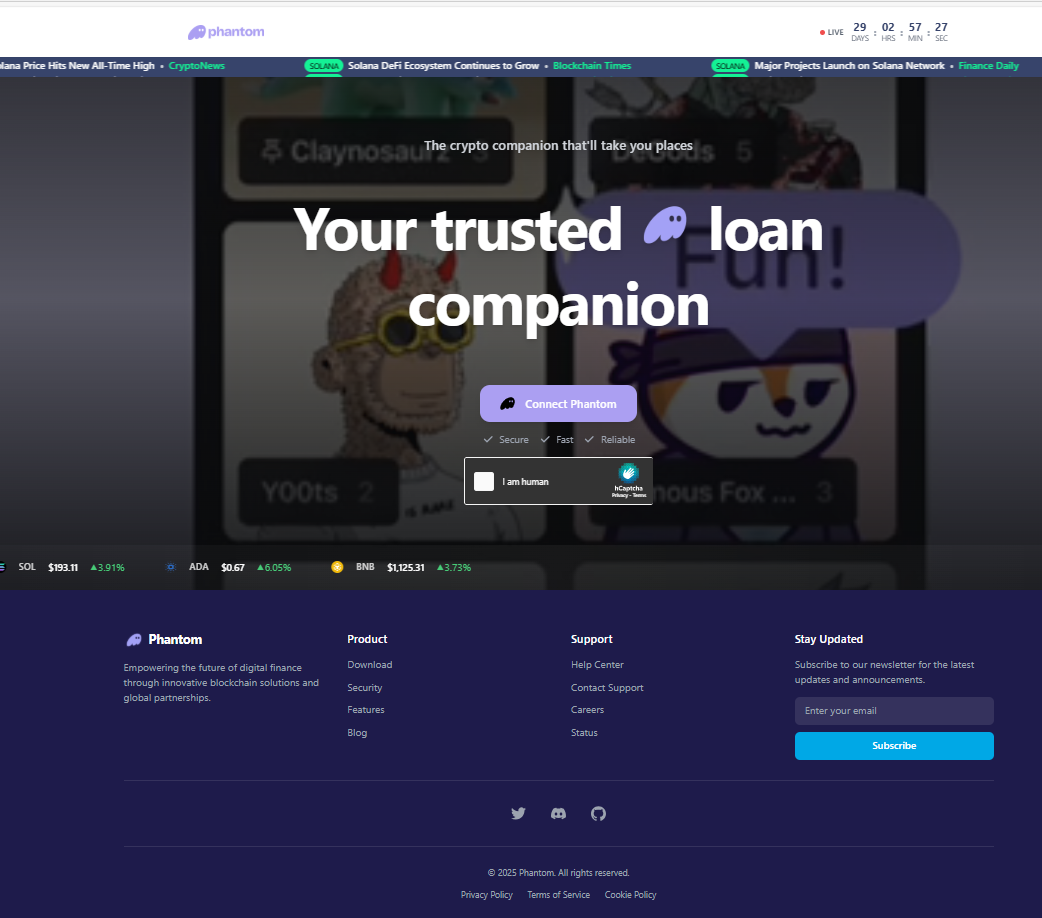 phantom
LIVE 29 DAYS : 02 HRS : 57 MIN : 27 SEC
Price Hits New All-Time High • CryptoNews SOLANA Solana DeFi Ecosystem Continues to Grow • Blockchain Times SOLANA Major Projects Launch on Solana Network • Finance Daily
Claynosaurz 3
DeGods 5
The crypto companion that'll take you places
Your trusted loan
companion
Fun!
Connect Phantom
Secure Fast Reliable
I am human
hCaptcha
Privacy - Terms
Y00ts
Fox ... 3
SOL $193.11 ▲3.91% ADA $0.67 ▲6.05% BNB $1,125.31 ▲3.73%
Phantom
Empowering the future of digital finance
through innovative blockchain solutions and
global partnerships.
Product
Download
Security
Features
Blog
Support
Help Center
Contact Support
Careers
Status
Stay Updated
Subscribe to our newsletter for the latest
updates and announcements.
Enter your email
Subscribe
© 2025 Phantom. All rights reserved.
Privacy Policy Terms of Service Cookie Policy